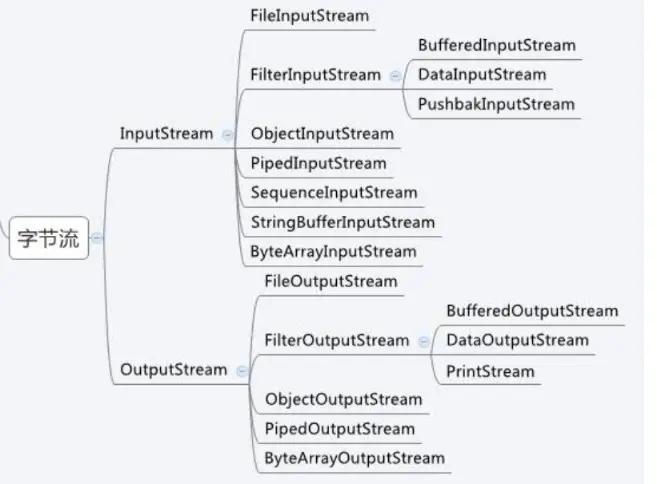 字节流
InputStream
FileInputStream
FilterInputStream
BufferedInputStream
DataInputStream
PushbakInputStream
ObjectInputStream
PipedInputStream
SequenceInputStream
StringBufferInputStream
ByteArrayInputStream
OutputStream
FileOutputStream
FilterOutputStream
BufferedOutputStream
DataOutputStream
PrintStream
ObjectOutputStream
PipedOutputStream
ByteArrayOutputStream